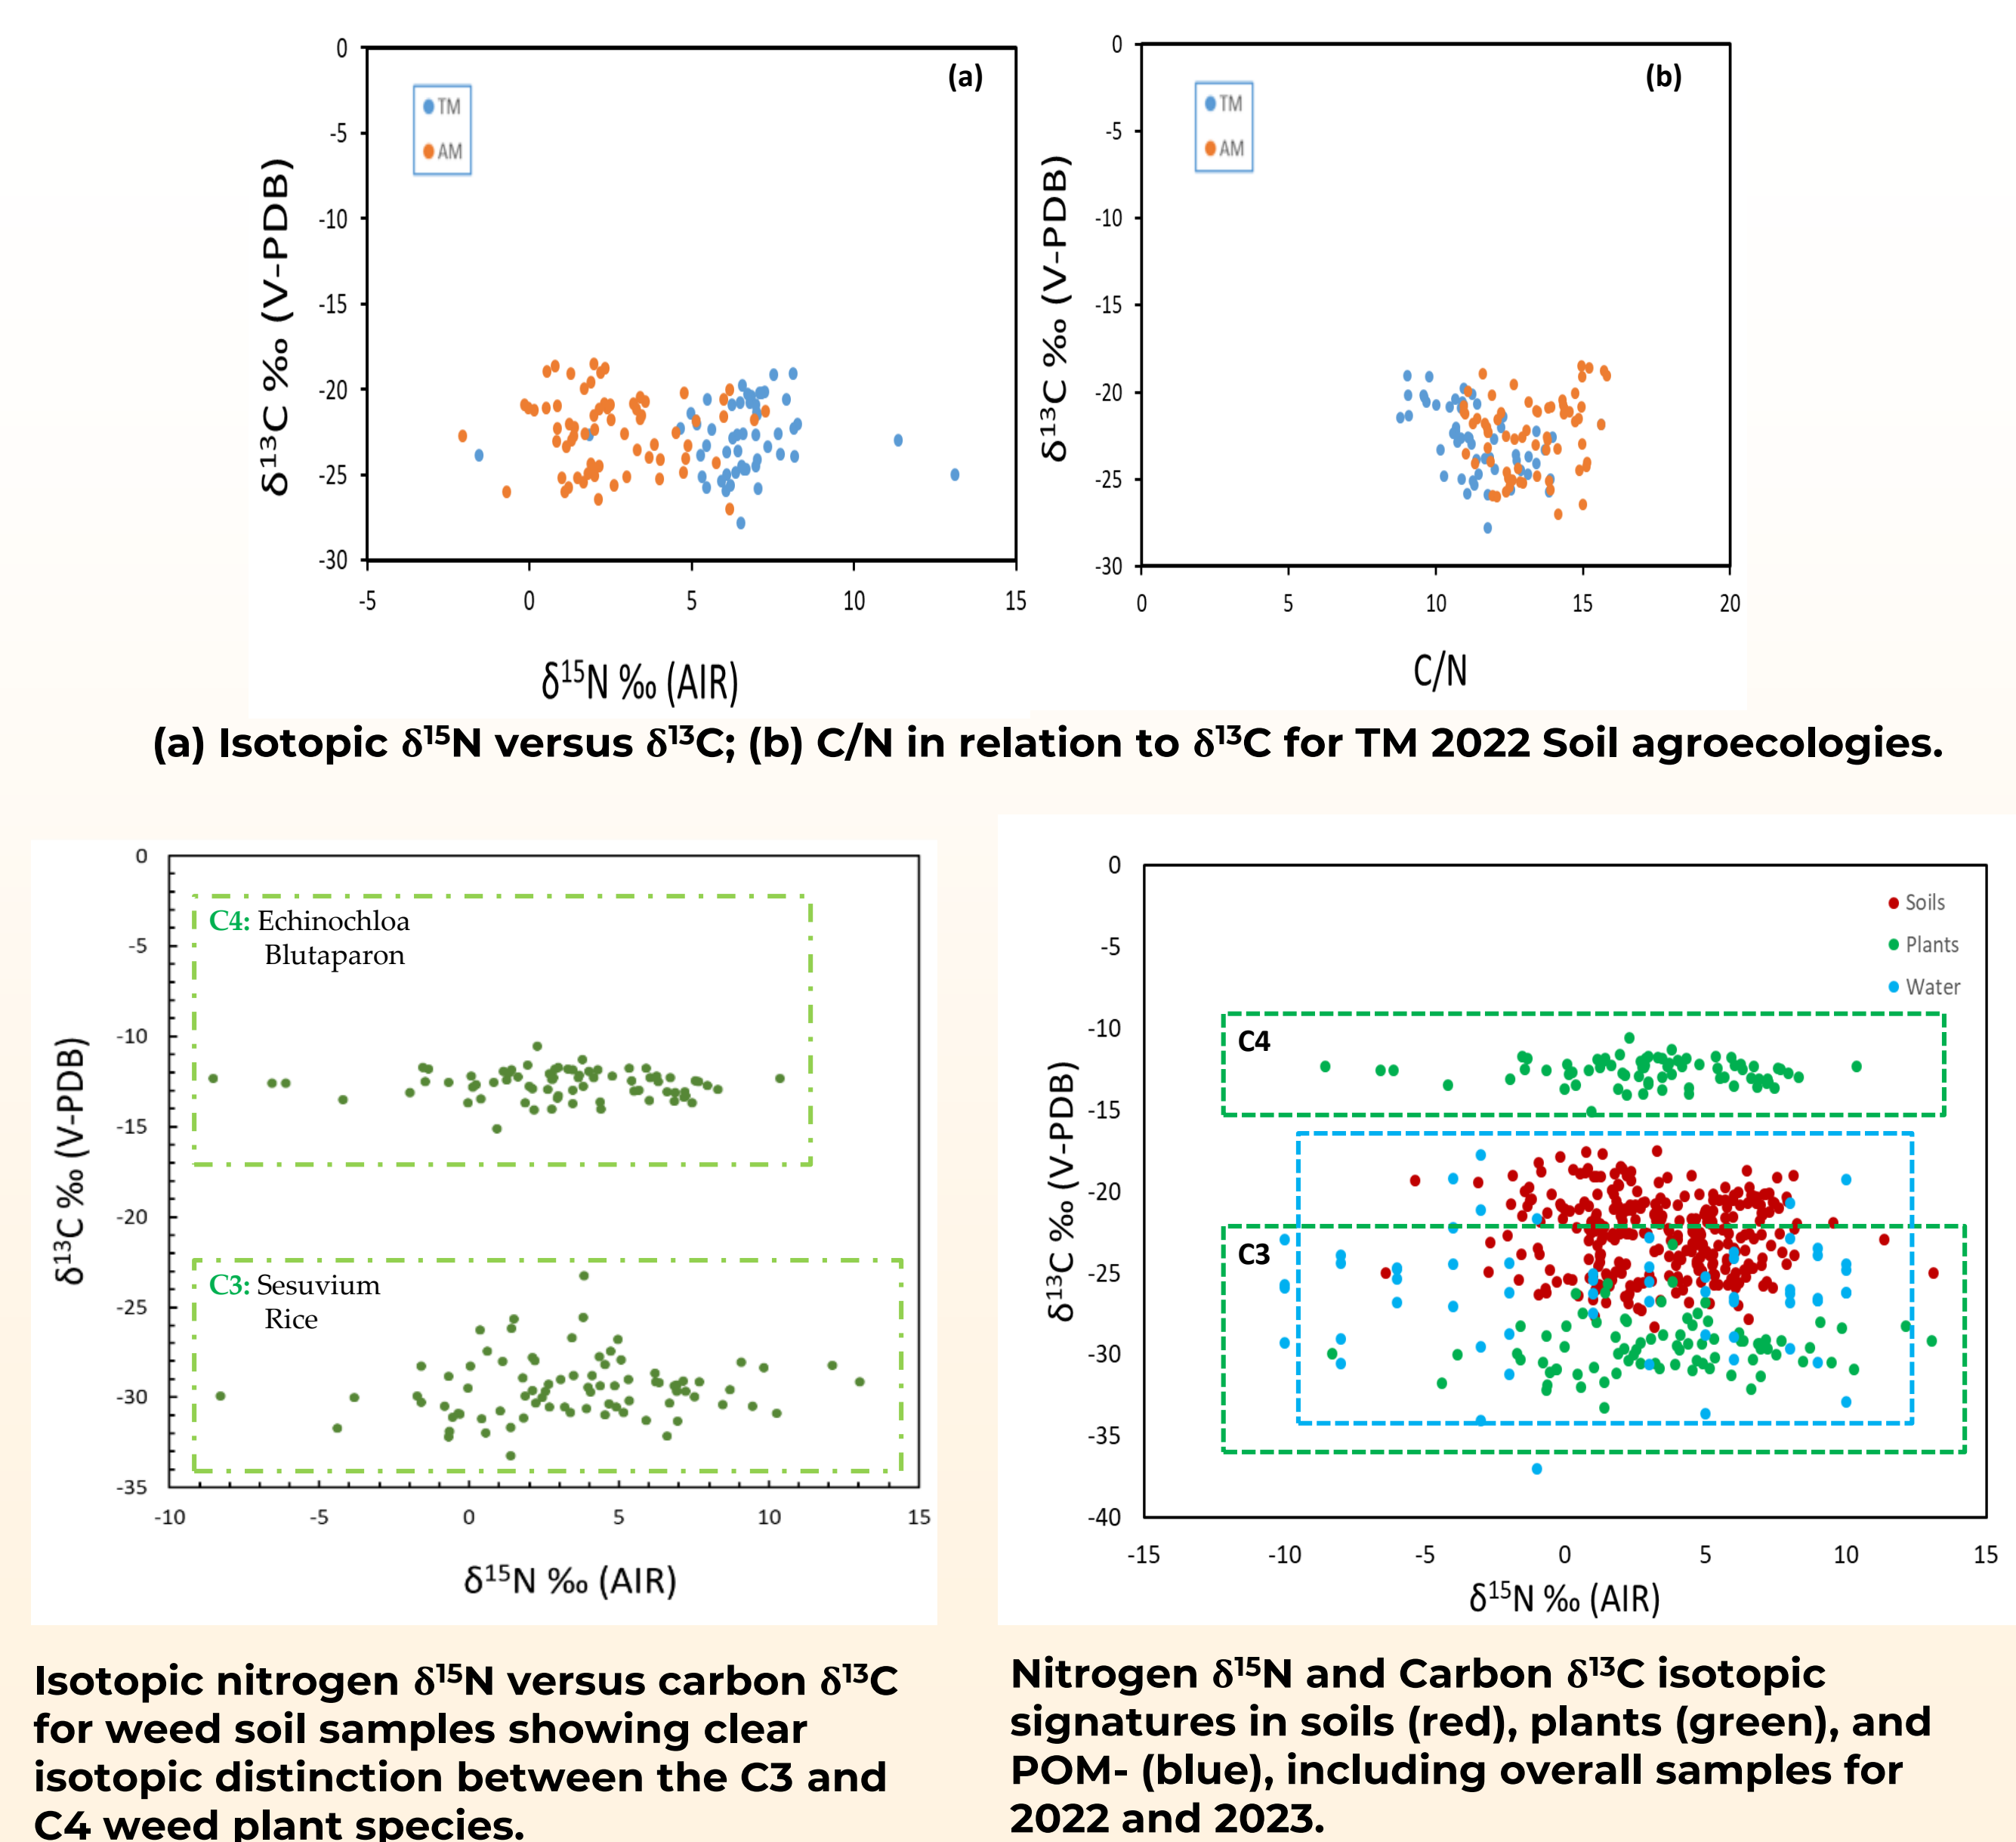 0
-5
-10
-15
-20
-25
-30
-5
0
5
10
15
(a)
TM
AM
δ¹³C ‰ (V-PDB)
δ¹⁵N ‰ (AIR)
0
-5
-10
-15
-20
-25
-30
0
5
10
15
20
(b)
TM
AM
δ¹³C ‰ (V-PDB)
C/N
(a) Isotopic δ¹⁵N versus δ¹³C; (b) C/N in relation to δ¹³C for TM 2022 Soil agroecologies.
0
-5
-10
-15
-20
-25
-30
-35
-10
-5
0
5
10
15
C4: Echinochloa
Blutaparon
C3: Sesuvium
Rice
δ¹³C ‰ (V-PDB)
δ¹⁵N ‰ (AIR)
Isotopic nitrogen δ¹⁵N versus carbon δ¹³C
for weed soil samples showing clear
isotopic distinction between the C3 and
C4 weed plant species.
0
-5
-10
-15
-20
-25
-30
-35
-40
-15
-10
-5
0
5
10
15
Soils
Plants
Water
C4
C3
δ¹³C ‰ (V-PDB)
δ¹⁵N ‰ (AIR)
Nitrogen δ¹⁵N and Carbon δ¹³C isotopic
signatures in soils (red), plants (green), and
POM- (blue), including overall samples for
2022 and 2023.